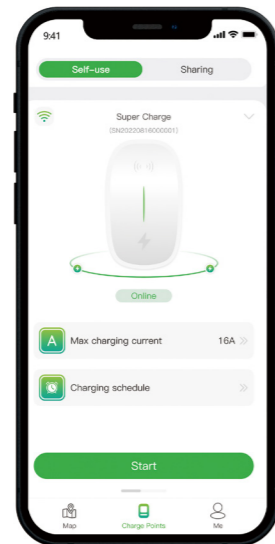 9:41
Self-use Sharing
Super Charge
(SN20220616000001)
Online
A Max charging current 16A
Charging schedule
Start
Map Charge Points Me